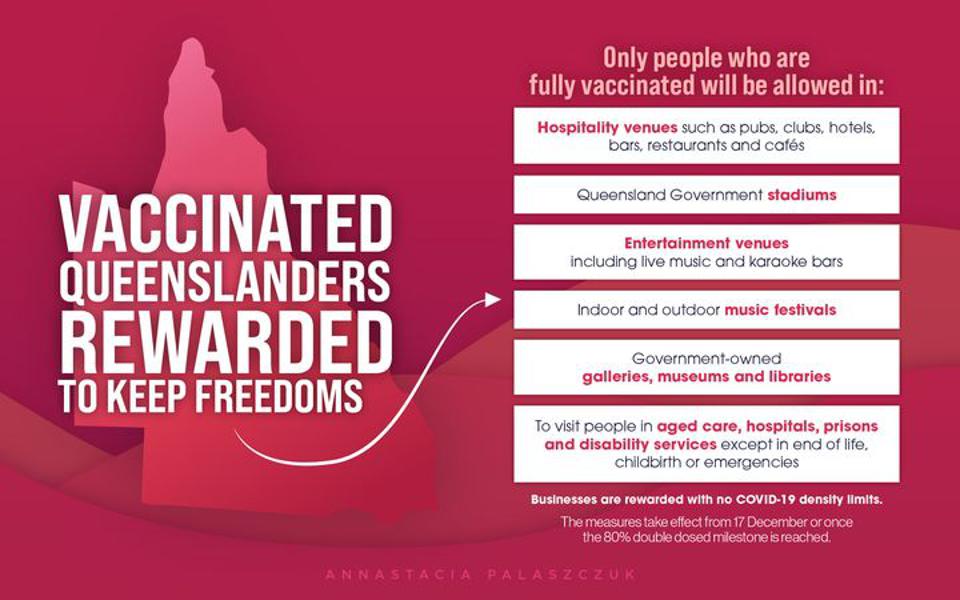 VACCINATED
QUEENSLANDERS
REWARDED
TO KEEP FREEDOMS
Only people who are
fully vaccinated will be allowed in:
Hospitality venues such as pubs, clubs, hotels,
bars, restaurants and cafés
Queensland Government stadiums
Entertainment venues
including live music and karaoke bars
Indoor and outdoor music festivals
Government-owned
galleries, museums and libraries
To visit people in aged care, hospitals, prisons
and disability services except in end of life,
childbirth or emergencies
Businesses are rewarded with no COVID-19 density limits.
The measures take effect from 17 December or once
the 80% double dosed milestone is reached.
ANNASTACIA PALASZCZUK